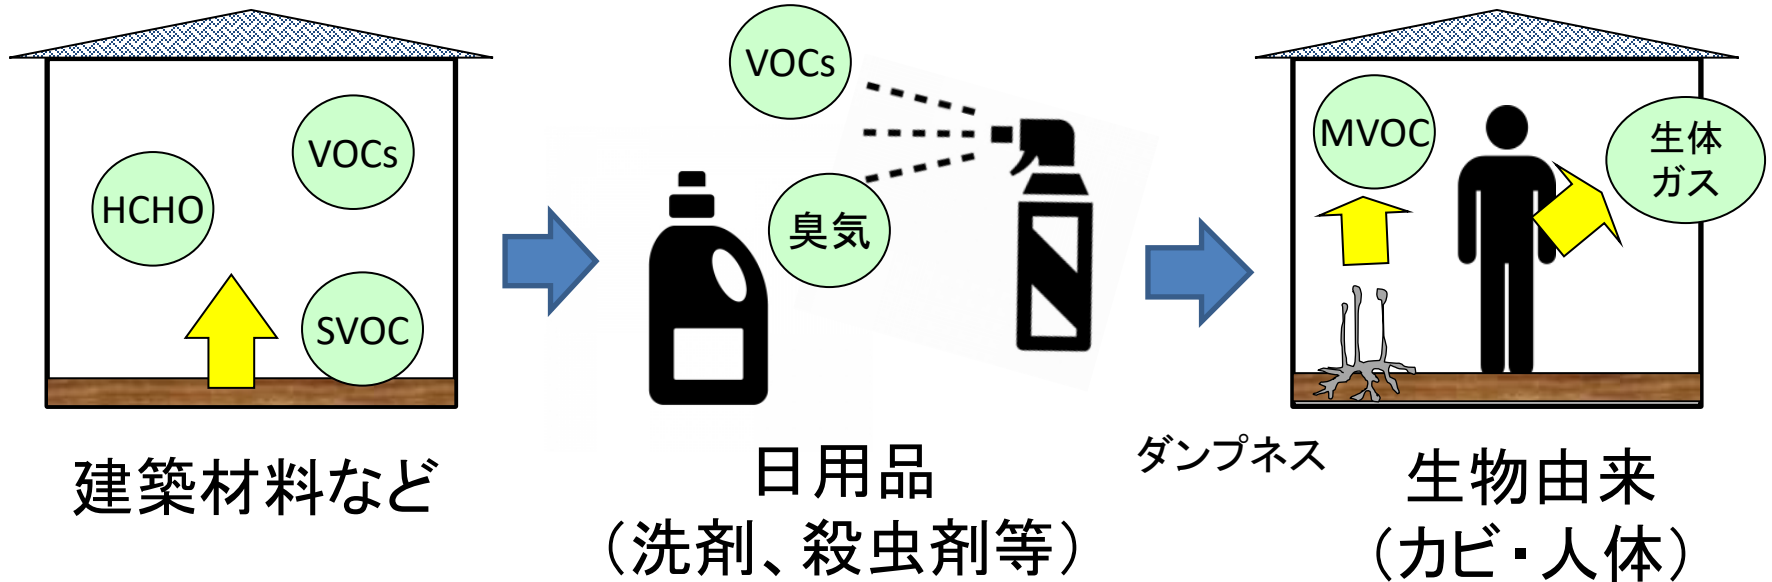 VOCs
HCHO
SVOC
建築材料など
VOCs
臭気
日用品
（洗剤、殺虫剤等）
MVOC
生体
ガス
ダンプネス
生物由来
（カビ・人体）